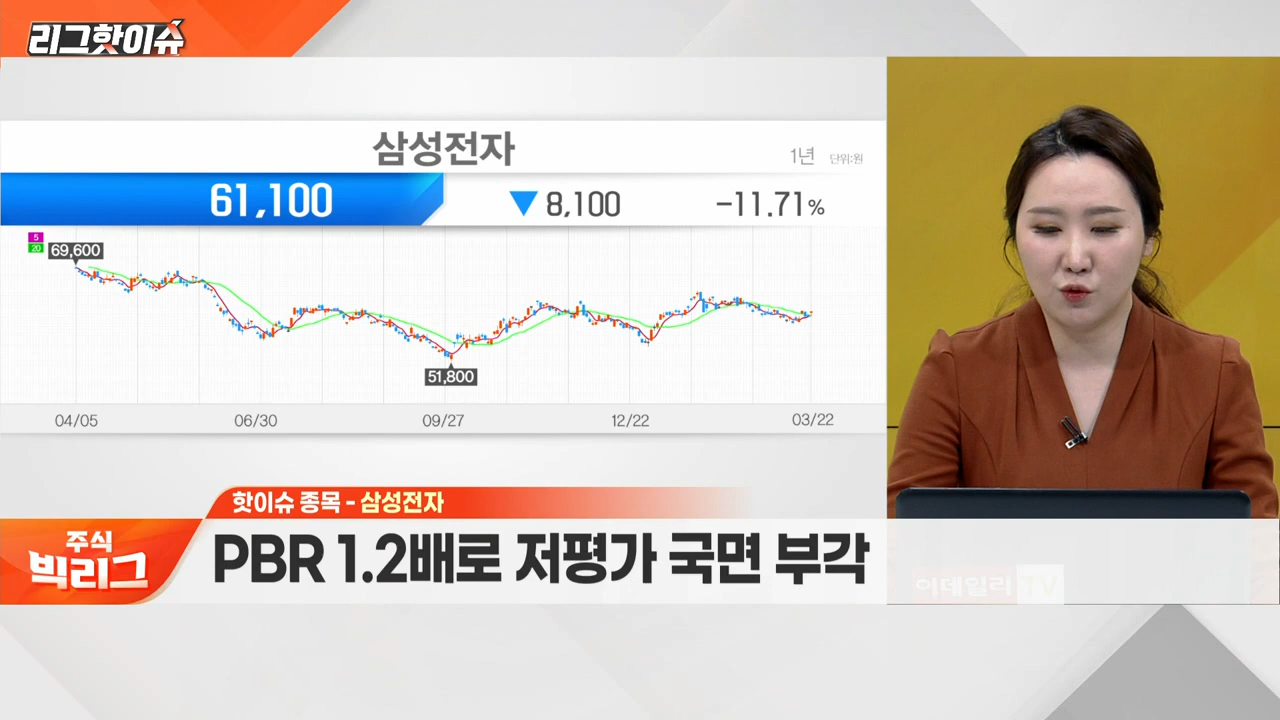 리그핫이슈
삼성전자
1년 단위:원
61,100 ▼ 8,100 -11.71%
5
20
69,600
51,800
04/05 06/30 09/27 12/22 03/22
핫이슈 종목 - 삼성전자
주식
빅리그
PBR 1.2배로 저평가 국면 부각
이데일리 TV